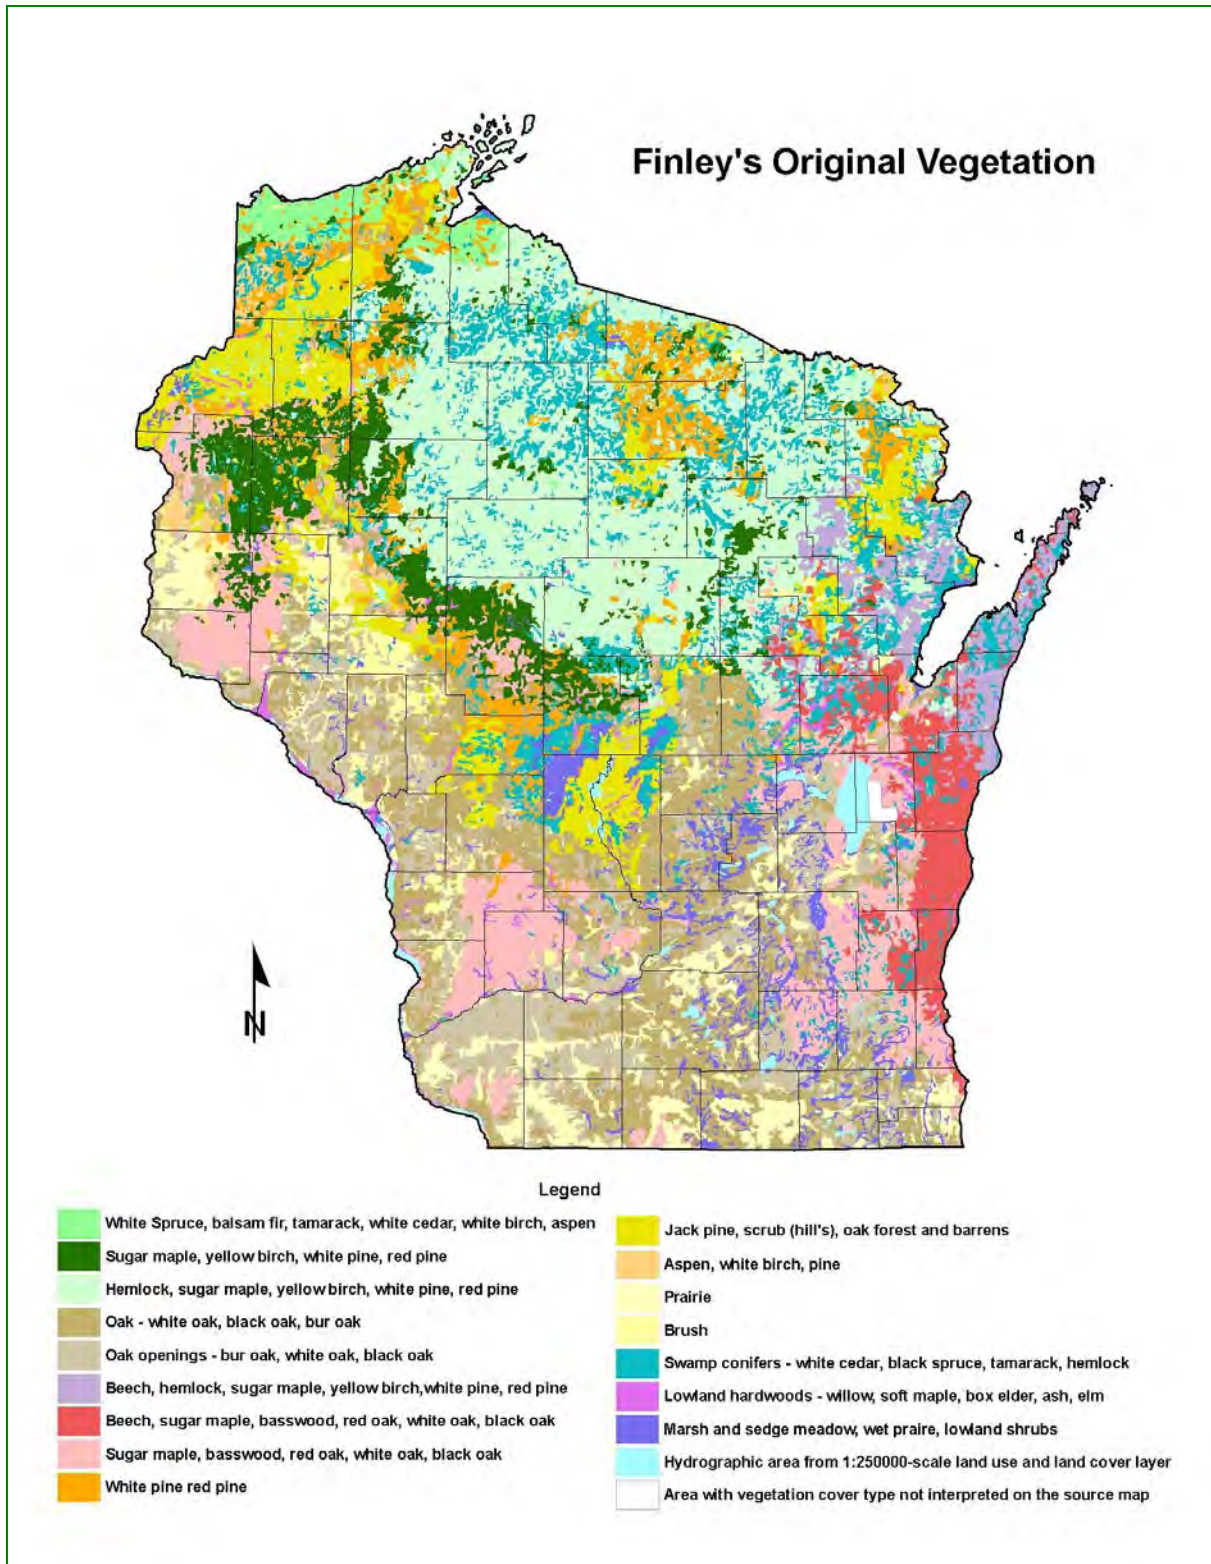 Finley's Original Vegetation
N
Legend
White Spruce, balsam fir, tamarack, white cedar, white birch, aspen
Sugar maple, yellow birch, white pine, red pine
Hemlock, sugar maple, yellow birch, white pine, red pine
Oak - white oak, black oak, bur oak
Oak openings - bur oak, white oak, black oak
Beech, hemlock, sugar maple, yellow birch,white pine, red pine
Beech, sugar maple, basswood, red oak, white oak, black oak
Sugar maple, basswood, red oak, white oak, black oak
White pine red pine
Jack pine, scrub (hill's), oak forest and barrens
Aspen, white birch, pine
Prairie
Brush
Swamp conifers - white cedar, black spruce, tamarack, hemlock
Lowland hardwoods - willow, soft maple, box elder, ash, elm
Marsh and sedge meadow, wet praire, lowland shrubs
Hydrographic area from 1:250000-scale land use and land cover layer
Area with vegetation cover type not interpreted on the source map